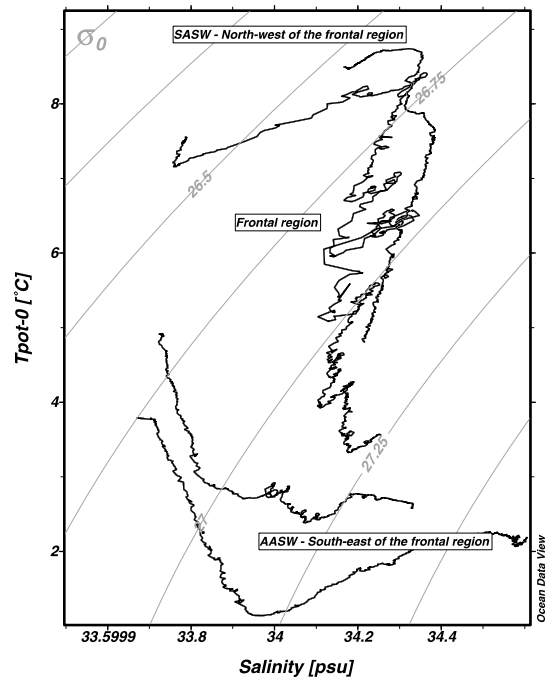 σ0
SASW - North-west of the frontal region
26.75
8
26.5
Frontal region
6
Tpot-0 [˚C]
4
27.25
27
AASW - South-east of the frontal region
2
Ocean Data View
33.5999 33.8 34 34.2 34.4
Salinity [psu]